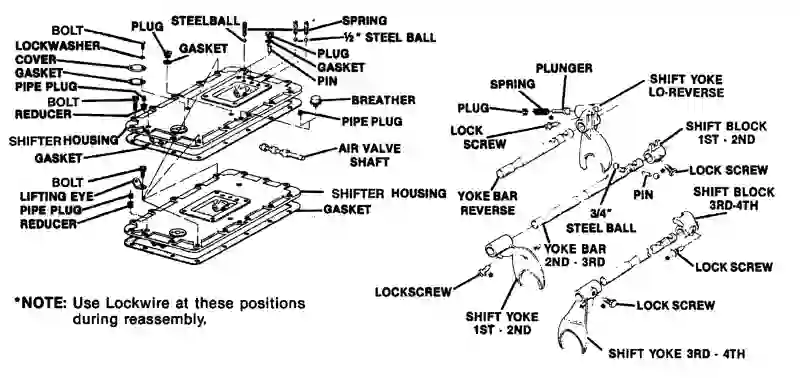 BOLT
LOCKWASHER
COVER
GASKET
PIPE PLUG
BOLT
REDUCER
SHIFTER HOUSING
GASKET
BOLT
LIFTING EYE
PIPE PLUG
REDUCER
PLUG
GASKET
STEELBALL
SPRING
½" STEEL BALL
PLUG
GASKET
PIN
BREATHER
PIPE PLUG
AIR VALVE
SHAFT
SHIFTER HOUSING
GASKET
*NOTE: Use Lockwire at these positions
during reassembly.
PLUNGER
SPRING
PLUG
LOCK
SCREW
SHIFT YOKE
LO-REVERSE
SHIFT BLOCK
1ST - 2ND
LOCK SCREW
PIN
SHIFT BLOCK
3RD-4TH
YOKE BAR
REVERSE
3/4"
STEEL BALL
YOKE BAR
2ND - 3RD
LOCK SCREW
LOCKSCREW
SHIFT YOKE
1ST - 2ND
LOCK SCREW
SHIFT YOKE 3RD - 4TH